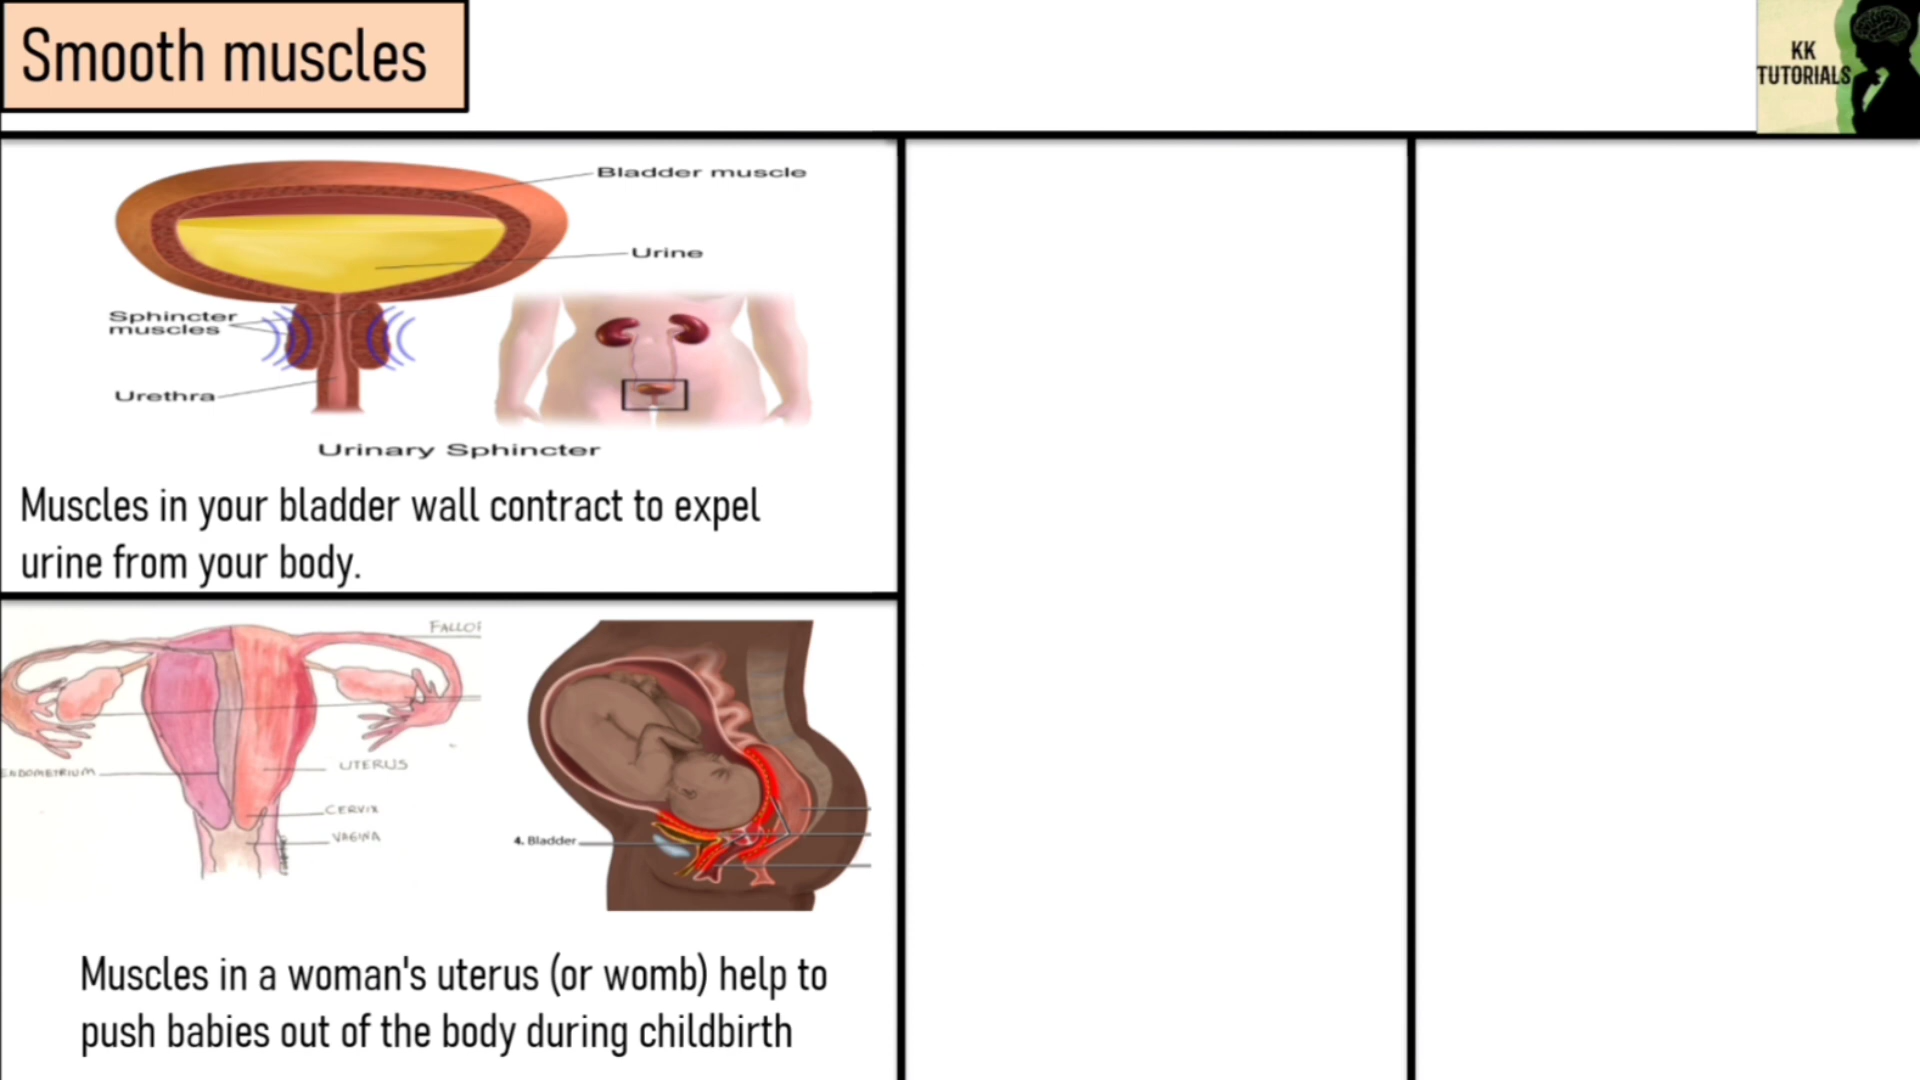 Smooth muscles
KK
TUTORIALS
Bladder muscle
Urine
Sphincter
muscles
Urethra
Urinary Sphincter
Muscles in your bladder wall contract to expel
urine from your body.
FALLOP
ENDOMETRIUM
UTERUS
CERVIX
VAGINA
4. Bladder
Muscles in a woman's uterus (or womb) help to
push babies out of the body during childbirth